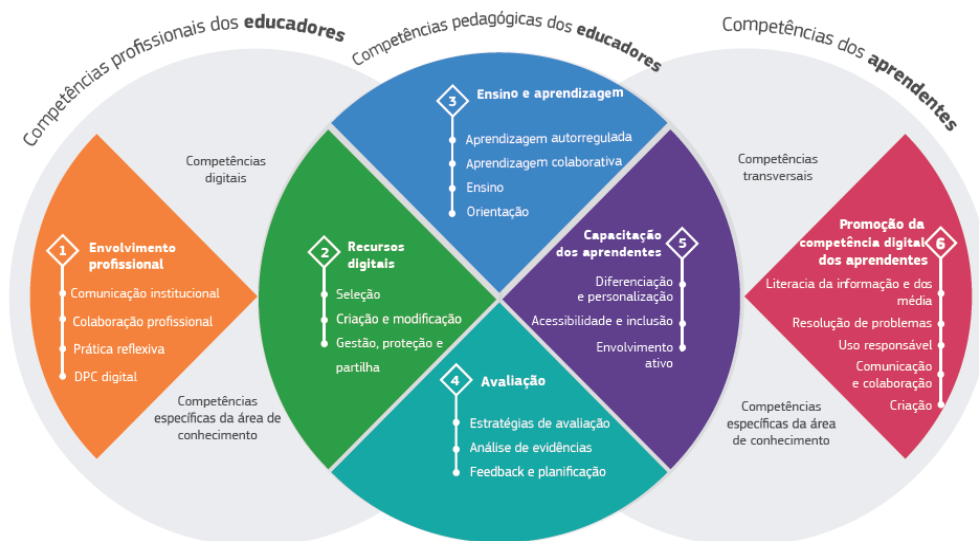 Competências profissionais dos educadores
Competências pedagógicas dos educadores
Competências dos aprendentes
Competências
digitais
Competências
específicas da área de
conhecimento
1
Envolvimento
profissional
Comunicação institucional
Colaboração profissional
Prática reflexiva
DPC digital
2
Recursos
digitais
Seleção
Criação e modificação
Gestão, proteção e
partilha
3
Ensino e aprendizagem
Aprendizagem autorregulada
Aprendizagem colaborativa
Ensino
Orientação
4
Avaliação
Estratégias de avaliação
Análise de evidências
Feedback e planificação
Capacitação
dos aprendentes
5
Diferenciação
e personalização
Acessibilidade e inclusão
Envolvimento
ativo
Competências
transversais
Competências
específicas da área
de conhecimento
Promoção da
competência digital
dos aprendentes
6
Literacia da informação e dos
média
Resolução de problemas
Uso responsável
Comunicação
e colaboração
Criação